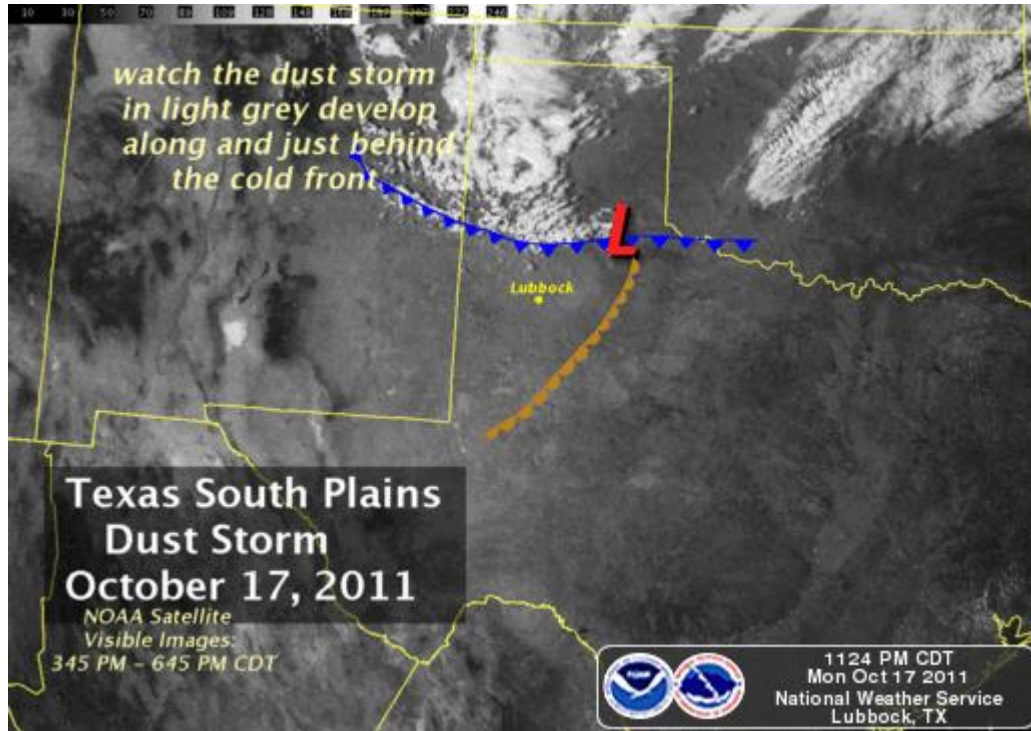 watch the dust storm
in light grey develop
along and just behind
the cold front
L
Lubbock
Texas South Plains
Dust Storm
October 17, 2011
NOAA Satellite
Visible Images:
345 PM – 645 PM CDT
1124 PM CDT
Mon Oct 17 2011
National Weather Service
Lubbock, TX